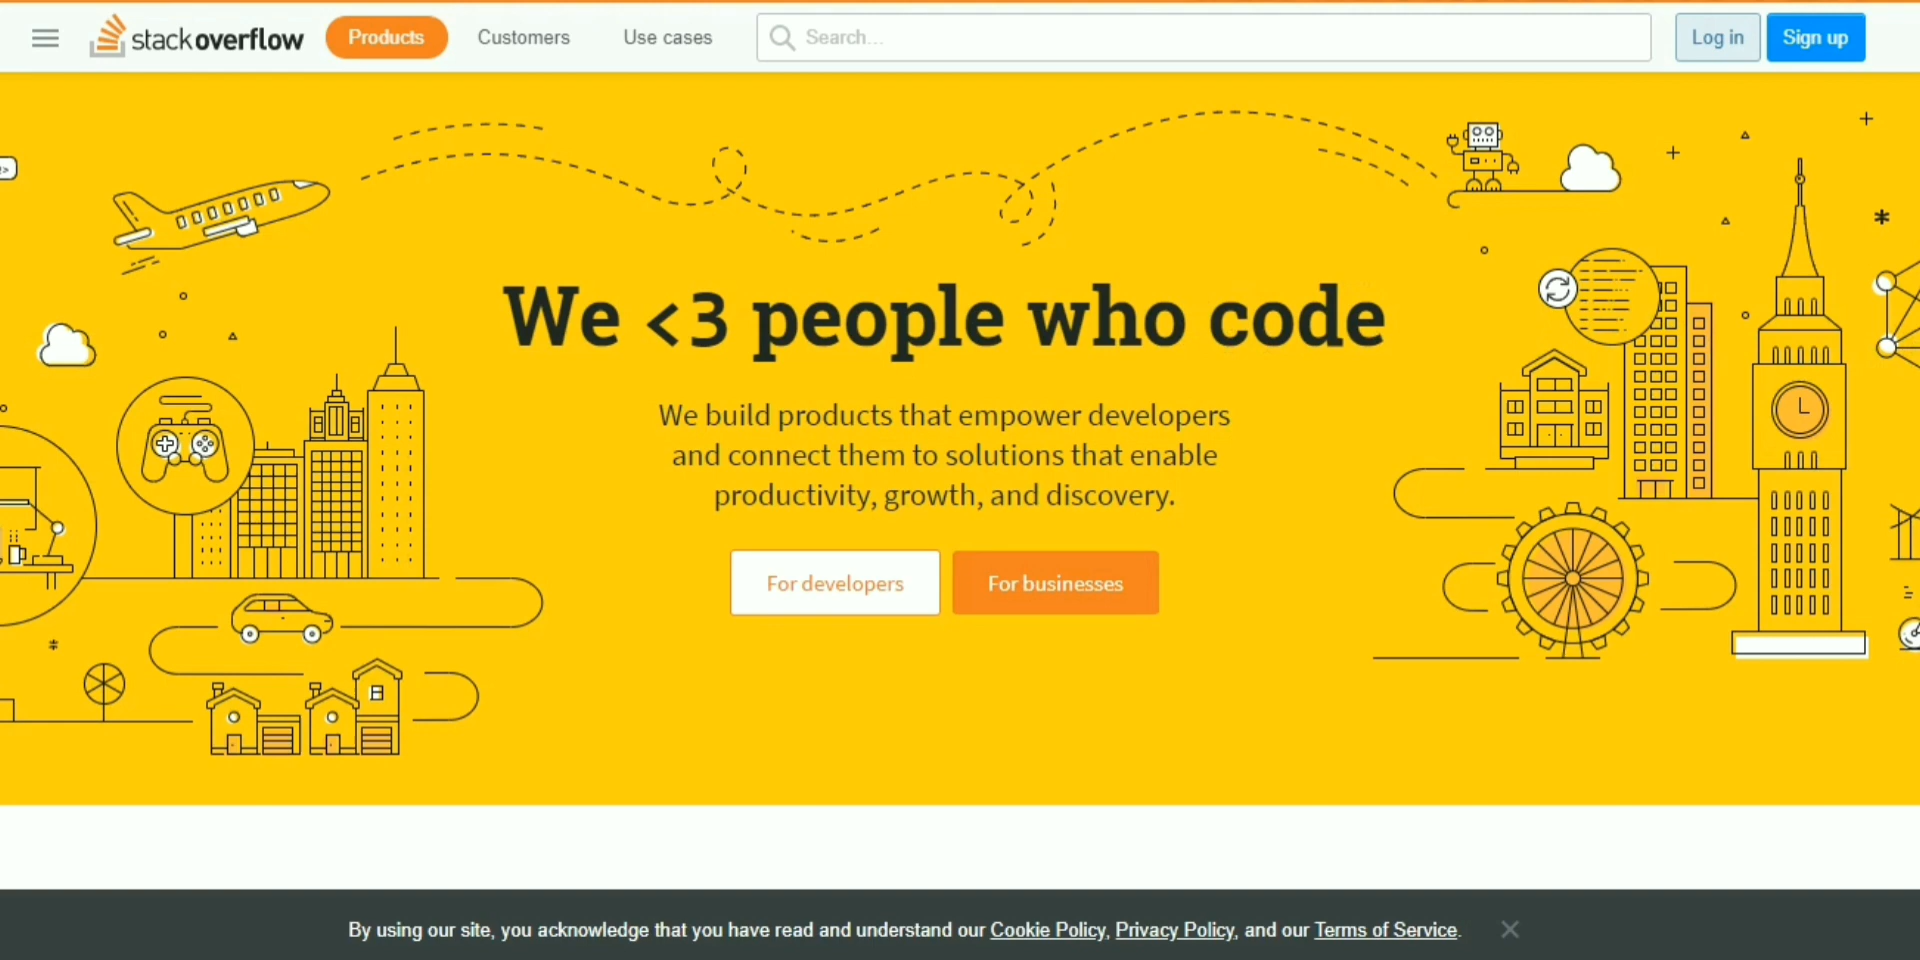 stackoverflow Products Customers Use cases Search... Log in Sign up
We <3 people who code
We build products that empower developers
and connect them to solutions that enable
productivity, growth, and discovery.
For developers For businesses
By using our site, you acknowledge that you have read and understand our Cookie Policy, Privacy Policy, and our Terms of Service.